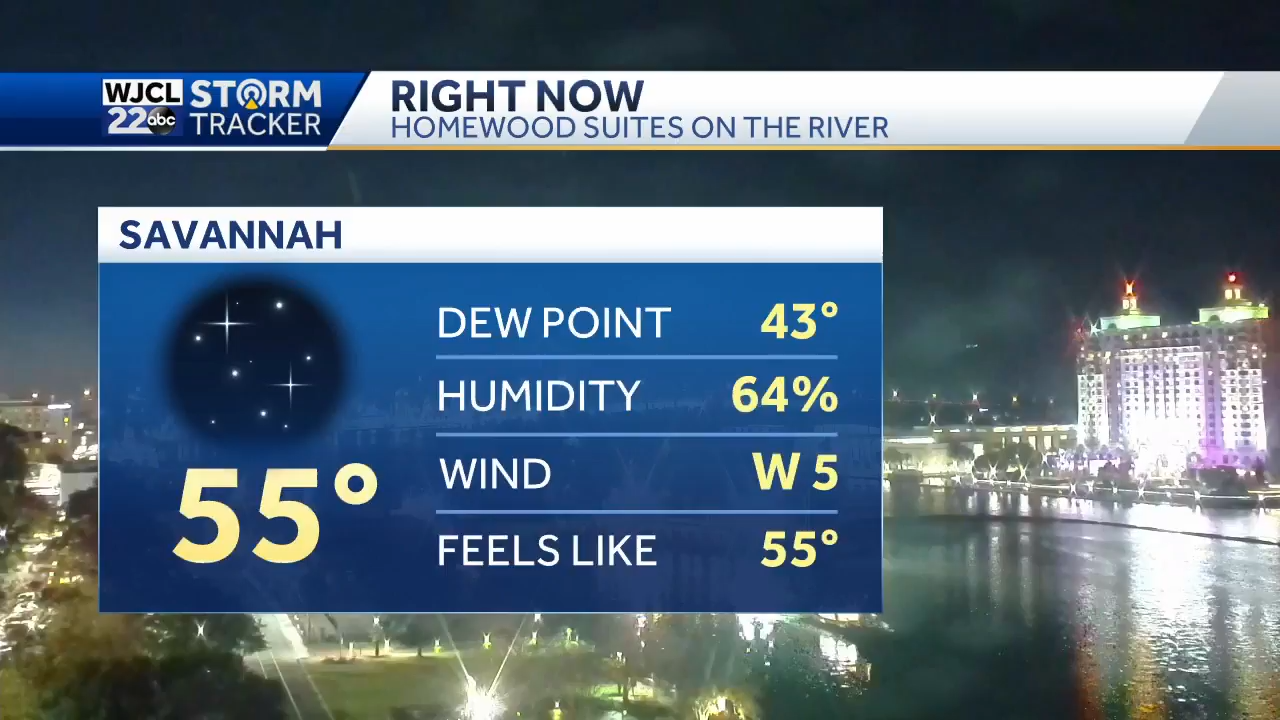 WJCL
22 abc
STORM
TRACKER
RIGHT NOW
HOMEWOOD SUITES ON THE RIVER
SAVANNAH
55°
DEW POINT 43°
HUMIDITY 64%
WIND W 5
FEELS LIKE 55°